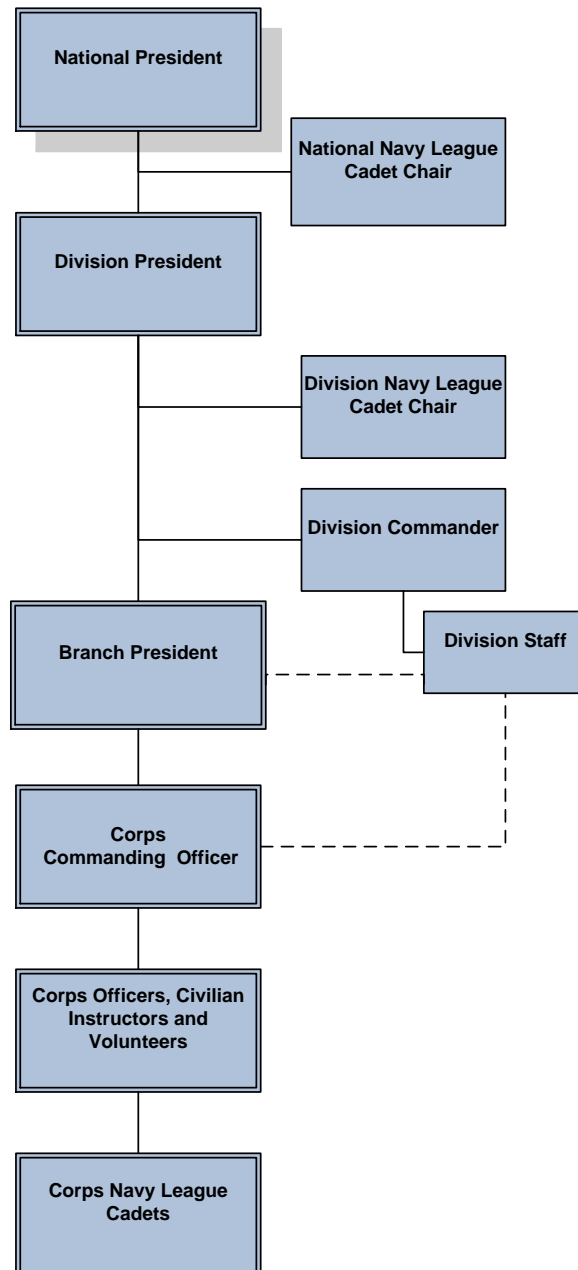 National President
National Navy League
Cadet Chair
Division President
Division Navy League
Cadet Chair
Division Commander
Division Staff
Branch President
Corps
Commanding  Officer
Corps Officers, Civilian
Instructors and
Volunteers
Corps Navy League
Cadets